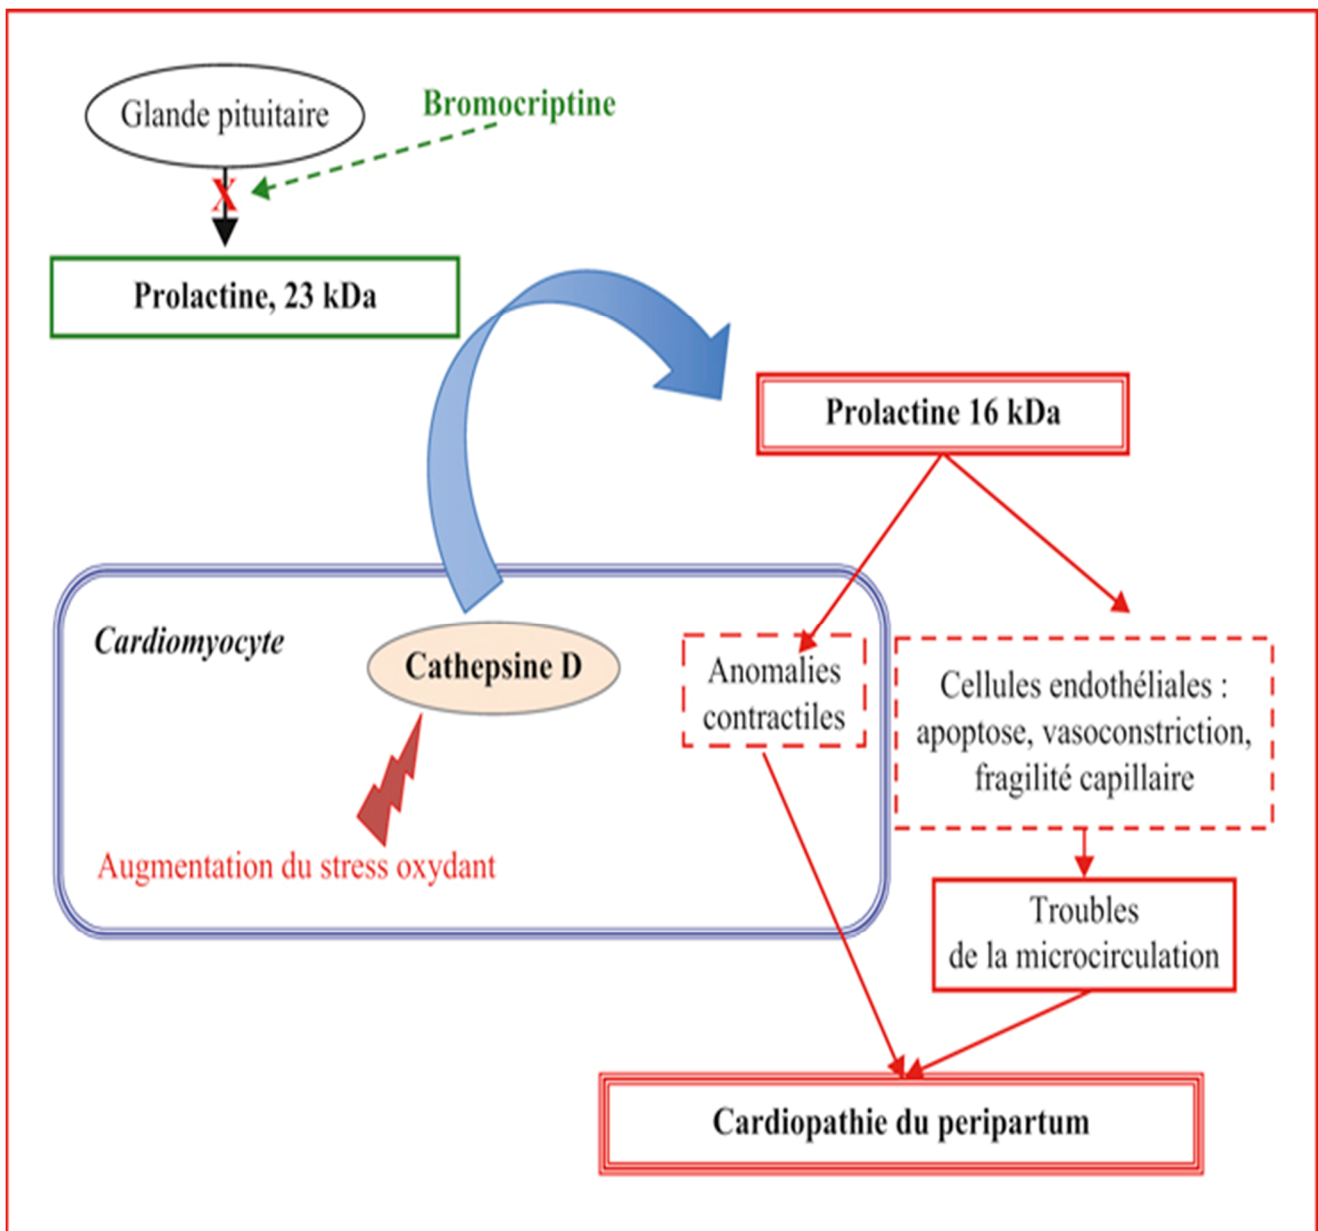 Glande pituitaire
Bromocriptine
X
Prolactine, 23 kDa
Prolactine 16 kDa
Cardiomyocyte
Cathepsine D
Augmentation du stress oxydant
Anomalies
contractiles
Cellules endothéliales :
apoptose, vasoconstriction,
fragilité capillaire
Troubles
de la microcirculation
Cardiopathie du peripartum